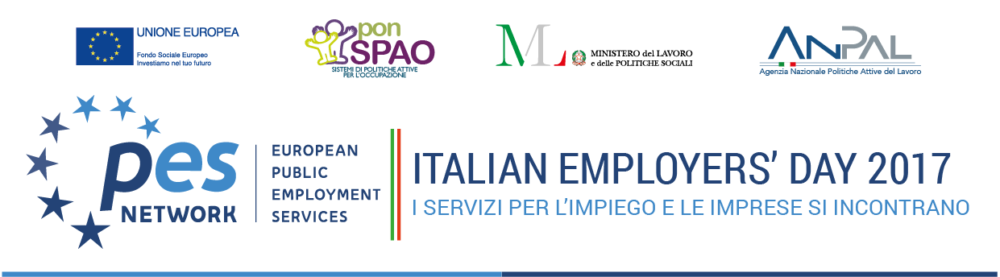 UNIONE EUROPEA
Fondo Sociale Europeo
Investiamo nel tuo futuro
pon
SPAO
SISTEMI DI POLITICHE ATTIVE
PER L'OCCUPAZIONE
ML
MINISTERO del LAVORO
e delle POLITICHE SOCIALI
ANPAL
Agenzia Nazionale Politiche Attive del Lavoro
pes
NETWORK
EUROPEAN
PUBLIC
EMPLOYMENT
SERVICES
ITALIAN EMPLOYERS’ DAY 2017
I SERVIZI PER L’IMPIEGO E LE IMPRESE SI INCONTRANO